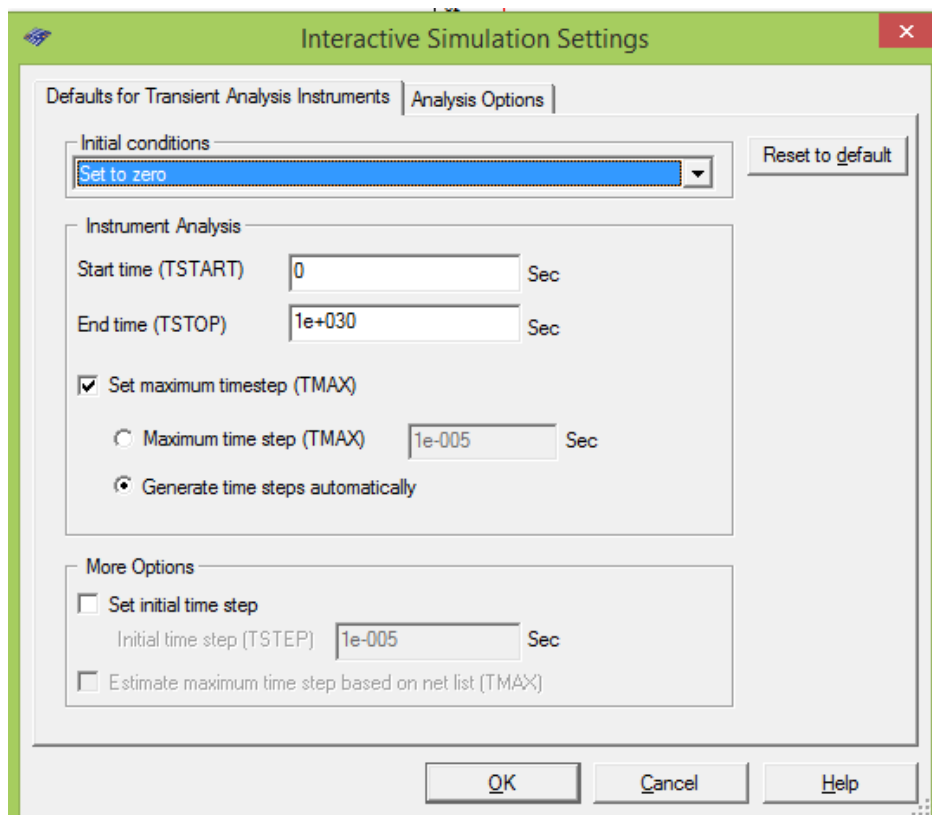 Interactive Simulation Settings
Defaults for Transient Analysis Instruments
Analysis Options
Initial conditions
Set to zero
Reset to default
Instrument Analysis
Start time (TSTART) 0 Sec
End time (TSTOP) 1e+030 Sec
Set maximum timestep (TMAX)
Maximum time step (TMAX) 1e-005 Sec
Generate time steps automatically
More Options
Set initial time step
Initial time step (TSTEP) 1e-005 Sec
Estimate maximum time step based on net list (TMAX)
OK Cancel Help